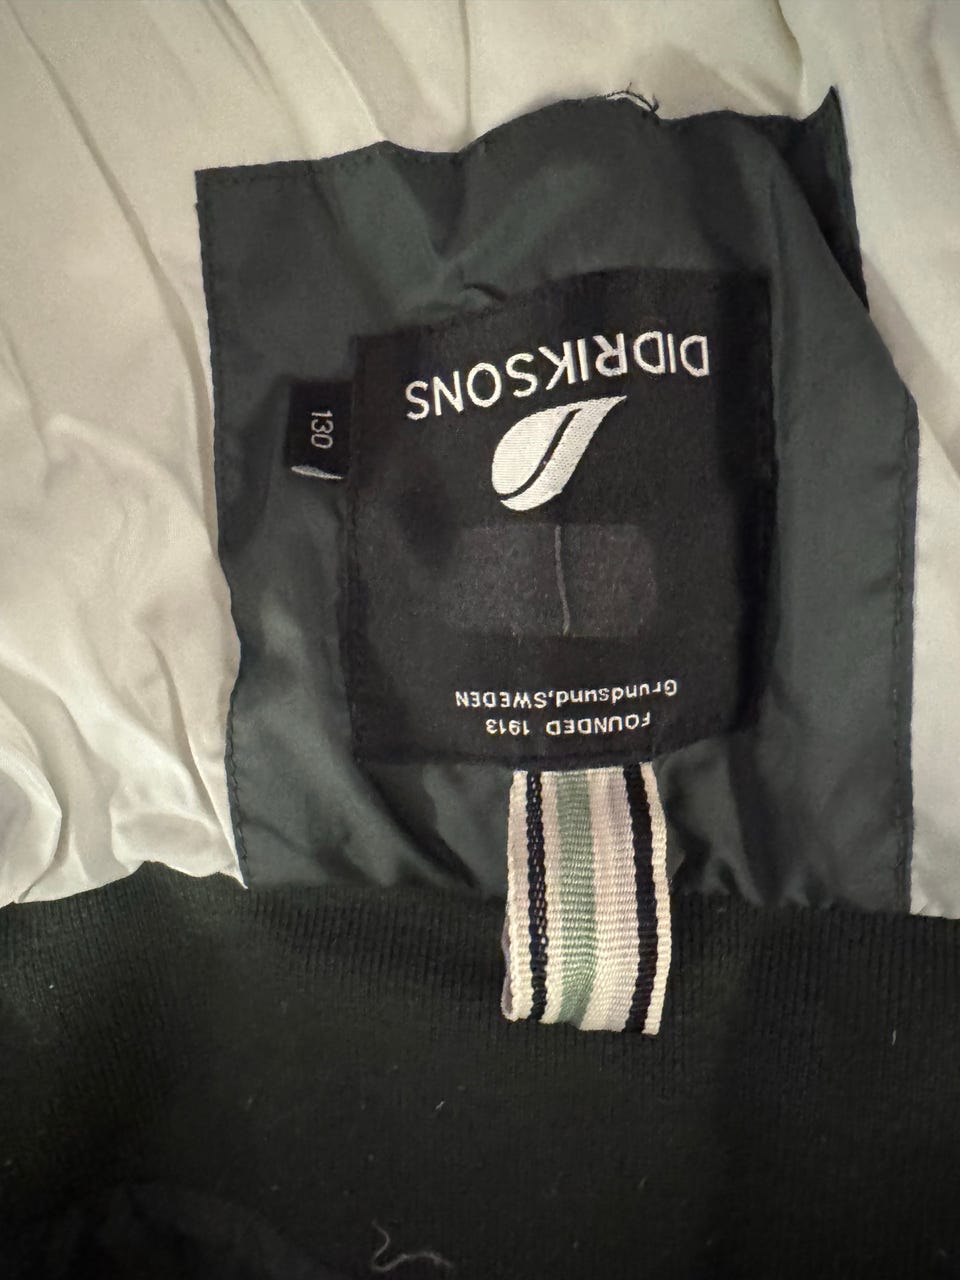 DIDRIKSONS
130
Grundsund,SWEDEN
FOUNDED 1913